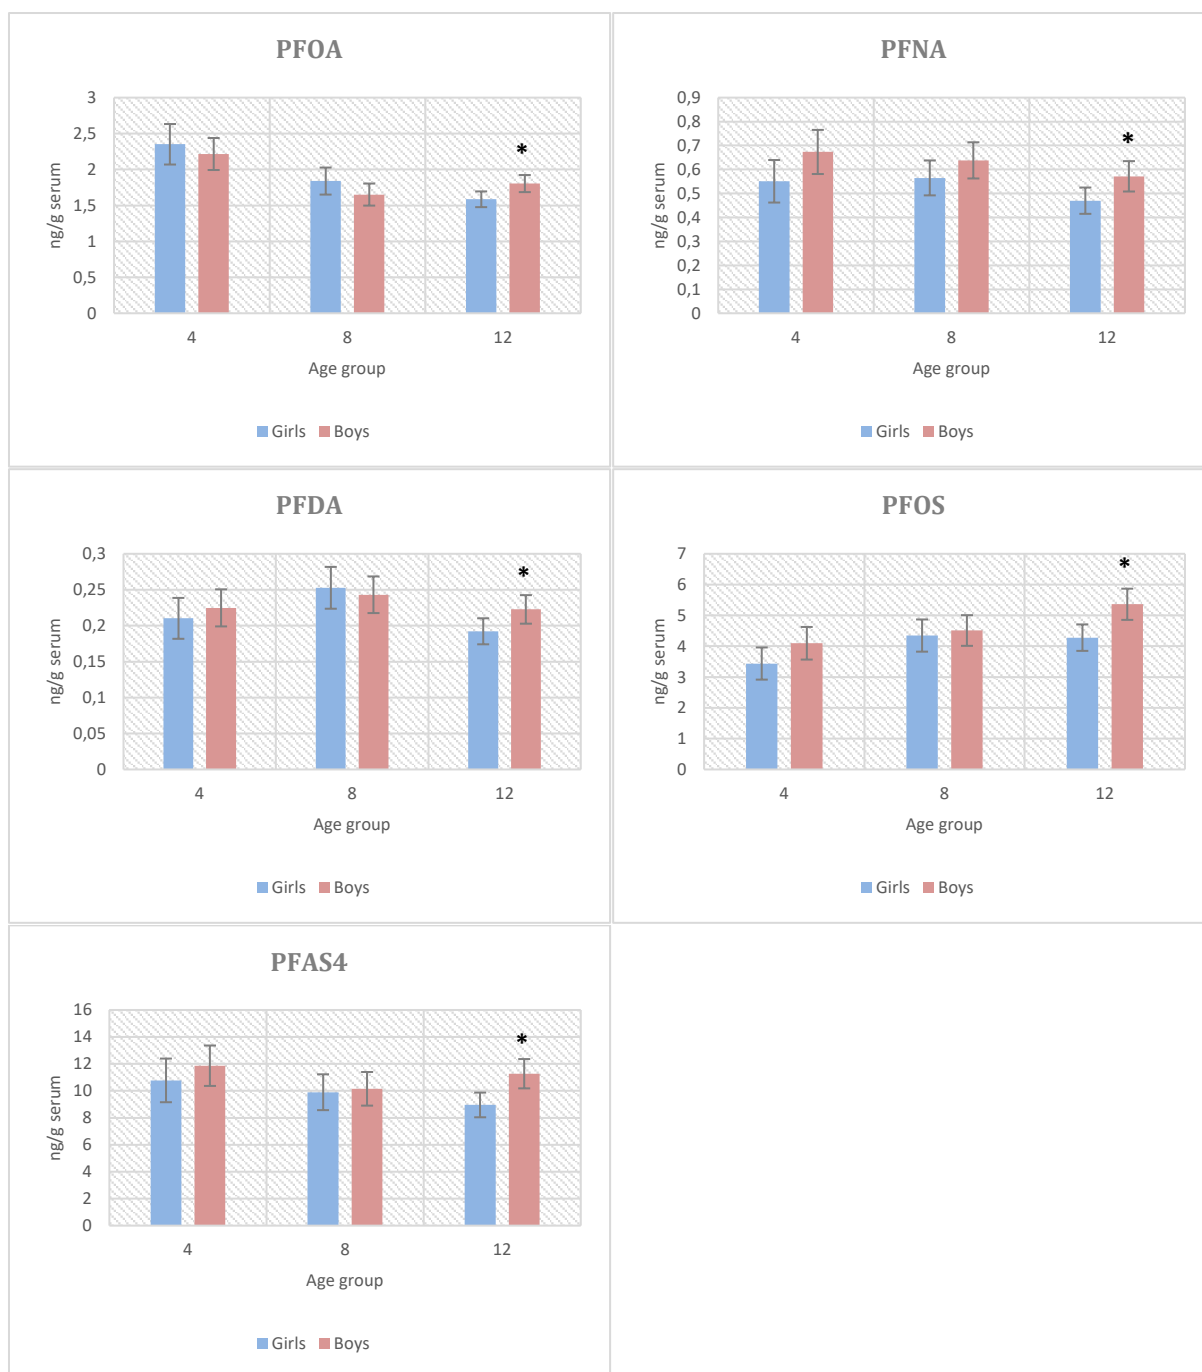 PFOA
3
2,5
2
1,5
1
0,5
0
ng/g serum
*
4 8 12
Age group
Girls Boys
PFNA
0,9
0,8
0,7
0,6
0,5
0,4
0,3
0,2
0,1
0
ng/g serum
*
4 8 12
Age group
Girls Boys
PFDA
0,3
0,25
0,2
0,15
0,1
0,05
0
ng/g serum
*
4 8 12
Age group
Girls Boys
PFOS
7
6
5
4
3
2
1
0
ng/g serum
*
4 8 12
Age group
Girls Boys
PFAS4
16
14
12
10
8
6
4
2
0
ng/g serum
*
4 8 12
Age group
Girls Boys